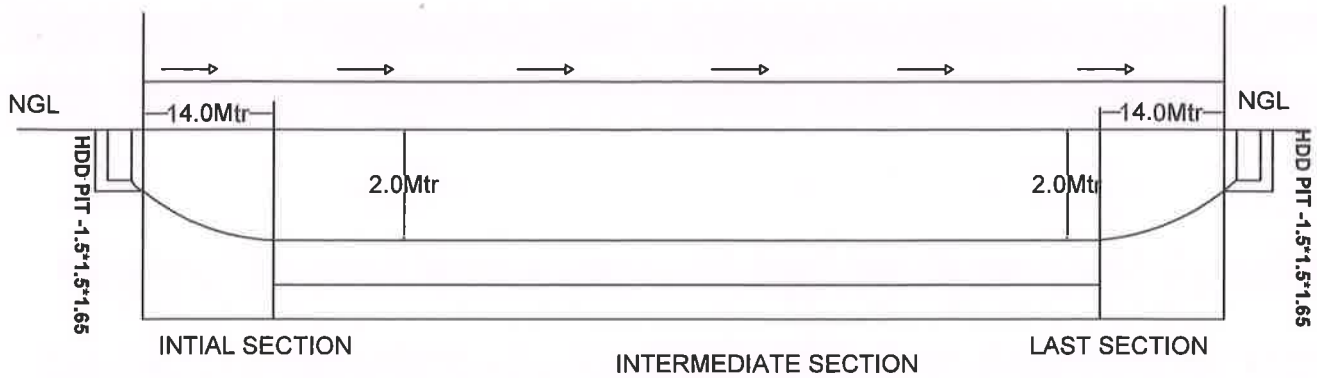 NGL
14.0Mtr
14.0Mtr
NGL
HDD PIT -1.5*1.5*1.65
2.0Mtr
2.0Mtr
HDD PIT -1.5*1.5*1.65
INTIAL SECTION
INTERMEDIATE SECTION
LAST SECTION